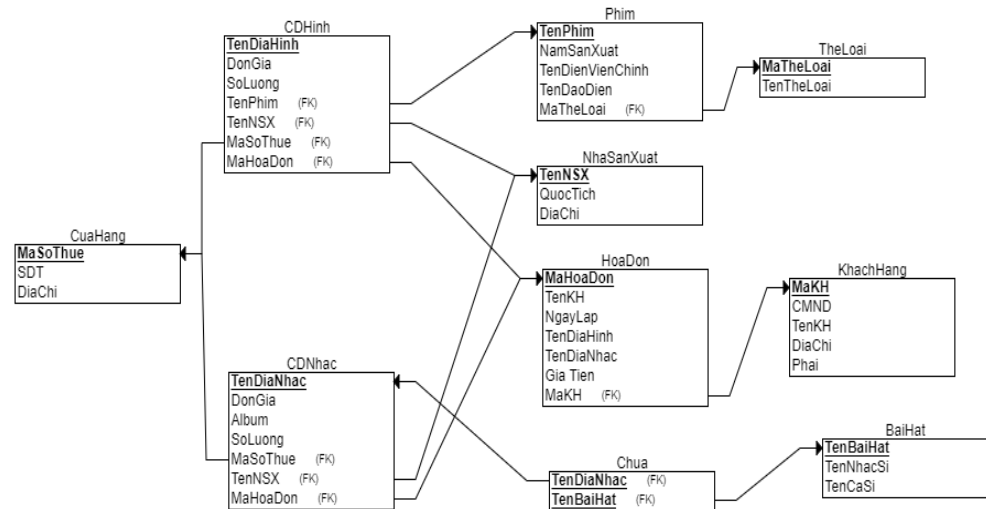 CDHinh
TenDiaHinh
DonGia
SoLuong
TenPhim (FK)
TenNSX (FK)
MaSoThue (FK)
MaHoaDon (FK)
Phim
TenPhim
NamSanXuat
TenDienVienChinh
TenDaoDien
MaTheLoai (FK)
TheLoai
MaTheLoai
TenTheLoai
NhaSanXuat
TenNSX
QuocTich
DiaChi
CuaHang
MaSoThue
SDT
DiaChi
HoaDon
MaHoaDon
TenKH
NgayLap
TenDiaHinh
TenDiaNhac
Gia Tien
MaKH (FK)
KhachHang
MaKH
CMND
TenKH
DiaChi
Phai
CDNhac
TenDiaNhac
DonGia
Album
SoLuong
MaSoThue (FK)
TenNSX (FK)
MaHoaDon (FK)
Chua
TenDiaNhac (FK)
TenBaiHat (FK)
BaiHat
TenBaiHat
TenNhacSi
TenCaSi